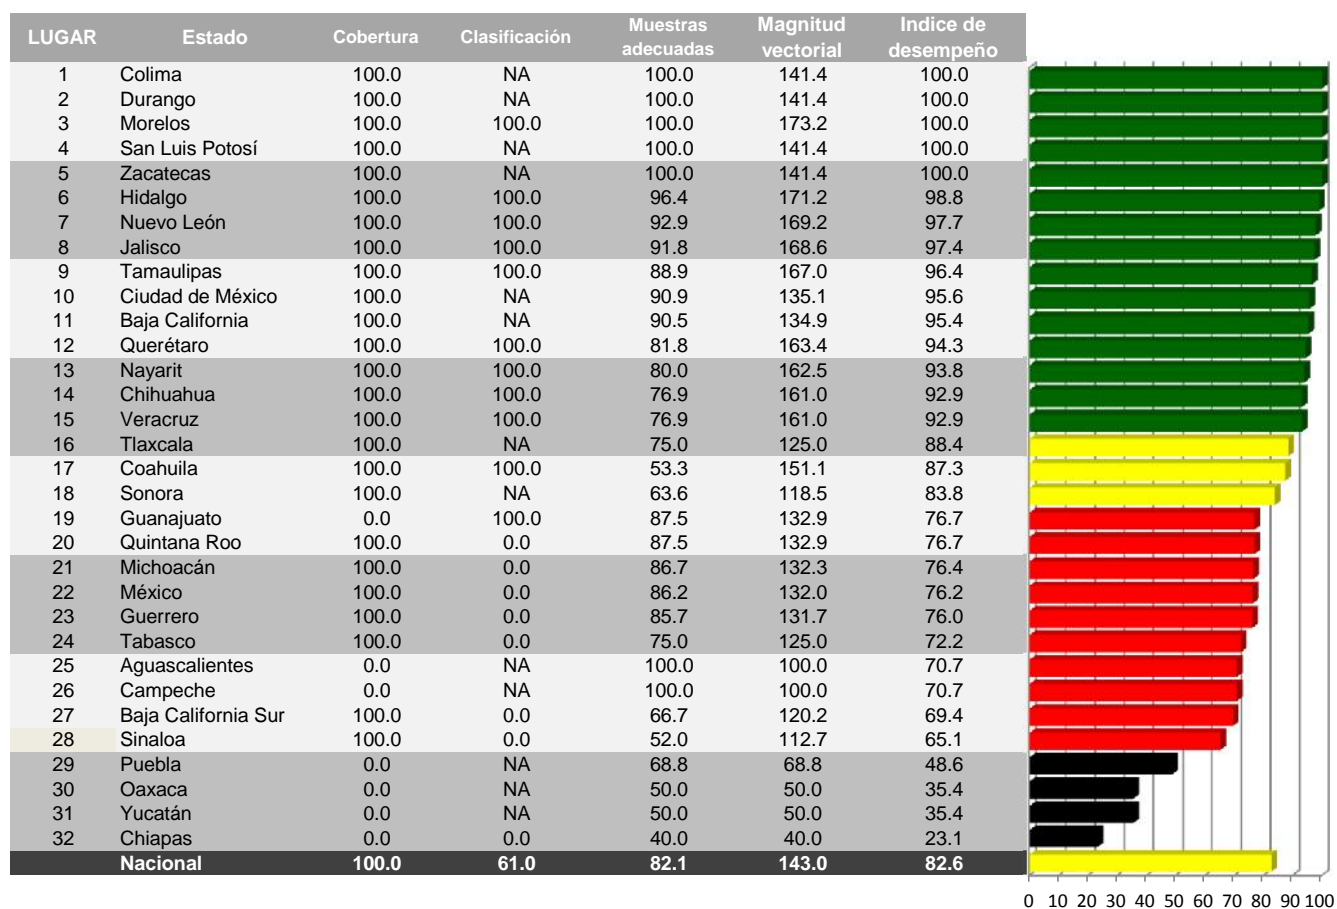 LUGAR Estado Cobertura Clasificación Muestras adecuadas Magnitud vectorial Indice de desempeño
1 Colima 100.0 NA 100.0 141.4 100.0
2 Durango 100.0 NA 100.0 141.4 100.0
3 Morelos 100.0 100.0 100.0 173.2 100.0
4 San Luis Potosí 100.0 NA 100.0 141.4 100.0
5 Zacatecas 100.0 NA 100.0 141.4 100.0
6 Hidalgo 100.0 100.0 96.4 171.2 98.8
7 Nuevo León 100.0 100.0 92.9 169.2 97.7
8 Jalisco 100.0 100.0 91.8 168.6 97.4
9 Tamaulipas 100.0 100.0 88.9 167.0 96.4
10 Ciudad de México 100.0 NA 90.9 135.1 95.6
11 Baja California 100.0 NA 90.5 134.9 95.4
12 Querétaro 100.0 100.0 81.8 163.4 94.3
13 Nayarit 100.0 100.0 80.0 162.5 93.8
14 Chihuahua 100.0 100.0 76.9 161.0 92.9
15 Veracruz 100.0 100.0 76.9 161.0 92.9
16 Tlaxcala 100.0 NA 75.0 125.0 88.4
17 Coahuila 100.0 100.0 53.3 151.1 87.3
18 Sonora 100.0 NA 63.6 118.5 83.8
19 Guanajuato 0.0 100.0 87.5 132.9 76.7
20 Quintana Roo 100.0 0.0 87.5 132.9 76.7
21 Michoacán 100.0 0.0 86.7 132.3 76.4
22 México 100.0 0.0 86.2 132.0 76.2
23 Guerrero 100.0 0.0 85.7 131.7 76.0
24 Tabasco 100.0 0.0 75.0 125.0 72.2
25 Aguascalientes 0.0 NA 100.0 100.0 70.7
26 Campeche 0.0 NA 100.0 100.0 70.7
27 Baja California Sur 100.0 0.0 66.7 120.2 69.4
28 Sinaloa 100.0 0.0 52.0 112.7 65.1
29 Puebla 0.0 NA 68.8 68.8 48.6
30 Oaxaca 0.0 NA 50.0 50.0 35.4
31 Yucatán 0.0 NA 50.0 50.0 35.4
32 Chiapas 0.0 0.0 40.0 40.0 23.1
Nacional 100.0 61.0 82.1 143.0 82.6
0 10 20 30 40 50 60 70 80 90 100